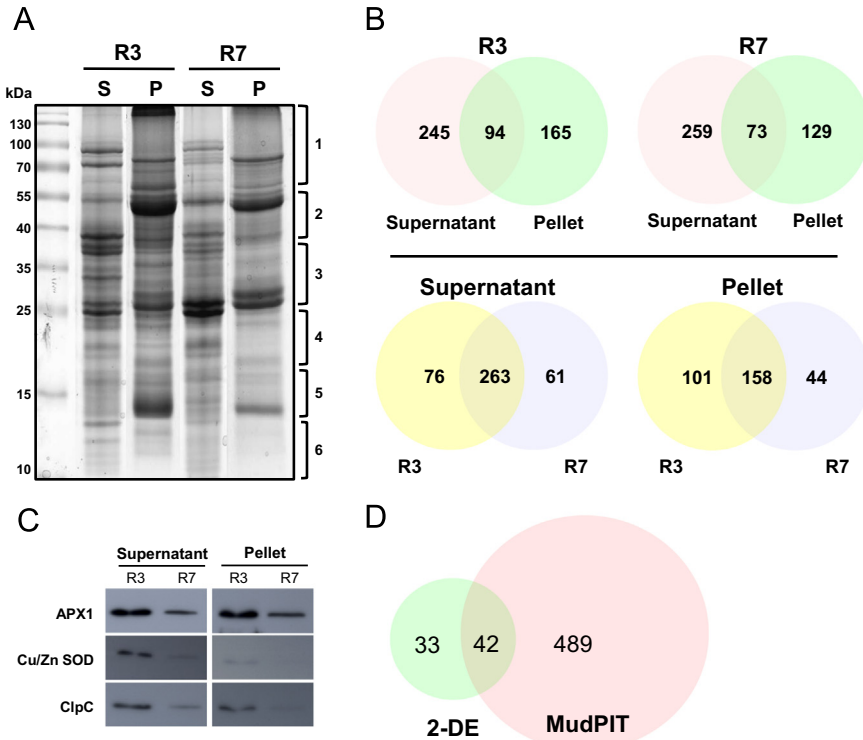 A
R3 R7
kDa S P S P
130
100
70
55
40
35
25
15
10
1
2
3
4
5
6
B
R3 R7
245 94 165
259 73 129
Supernatant Pellet
Supernatant Pellet
Supernatant Pellet
76 263 61
101 158 44
R3 R7
R3 R7
C
Supernatant Pellet
R3 R7 R3 R7
APX1
Cu/Zn SOD
ClpC
D
33 42 489
2-DE MudPIT